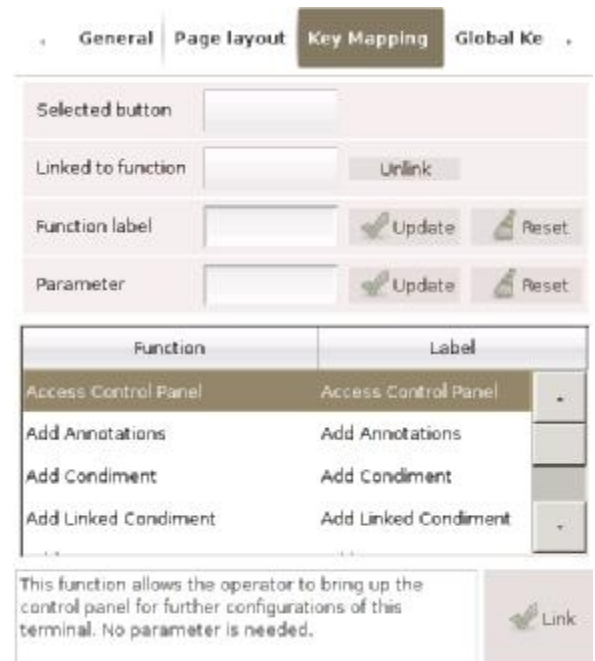 General Page layout Key Mapping Global Ke
Selected button
Linked to function Unlink
Function label Update Reset
Parameter Update Reset
Function Label
Access Control Panel Access Control Panel
Add Annotations Add Annotations
Add Condiment Add Condiment
Add Linked Condiment Add Linked Condiment
This function allows the operator to bring up the
control panel for further configurations of this
terminal. No parameter is needed.
Link